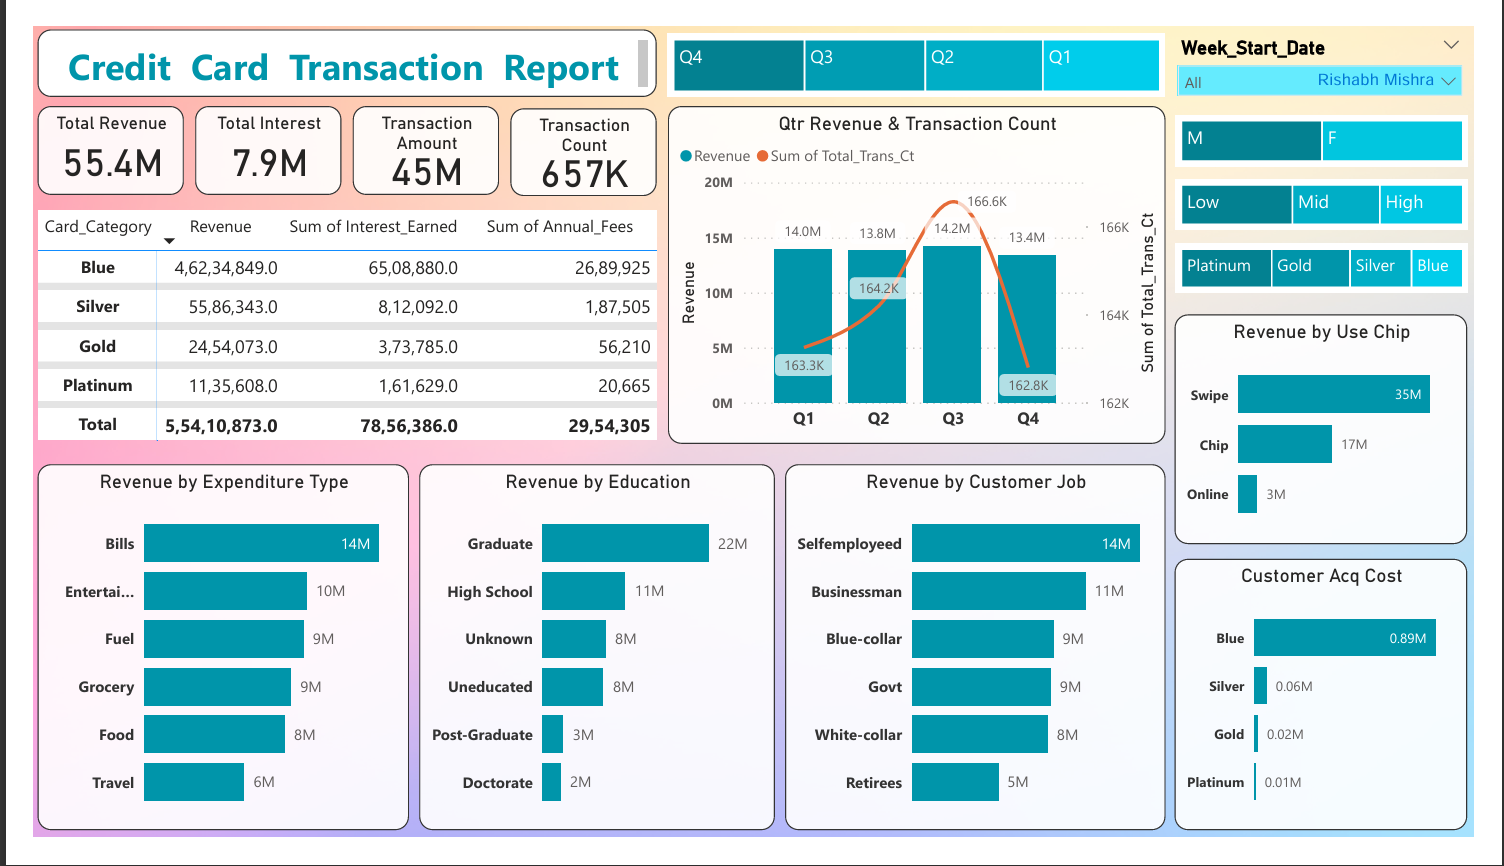 Credit Card Transaction Report
Q4 Q3 Q2 Q1
Week_Start_Date
All Rishabh Mishra
M F
Low Mid High
Platinum Gold Silver Blue
Total Revenue
55.4M
Total Interest
7.9M
Transaction
Amount
45M
Transaction
Count
657K
Card_Category Revenue Sum of Interest_Earned Sum of Annual_Fees
Blue 4,62,34,849.0 65,08,880.0 26,89,925
Silver 55,86,343.0 8,12,092.0 1,87,505
Gold 24,54,073.0 3,73,785.0 56,210
Platinum 11,35,608.0 1,61,629.0 20,665
Total 5,54,10,873.0 78,56,386.0 29,54,305
Qtr Revenue & Transaction Count
Revenue Sum of Total_Trans_Ct
20M
15M
10M
5M
0M
Revenue
14.0M 13.8M 14.2M 13.4M
163.3K 164.2K 166.6K 162.8K
166K
164K
162K
Sum of Total_Trans_Ct
Q1 Q2 Q3 Q4
Revenue by Use Chip
Swipe 35M
Chip 17M
Online 3M
Revenue by Expenditure Type
Bills 14M
Entertai... 10M
Fuel 9M
Grocery 9M
Food 8M
Travel 6M
Revenue by Education
Graduate 22M
High School 11M
Unknown 8M
Uneducated 8M
Post-Graduate 3M
Doctorate 2M
Revenue by Customer Job
Selfemployeed 14M
Businessman 11M
Blue-collar 9M
Govt 9M
White-collar 8M
Retirees 5M
Customer Acq Cost
Blue 0.89M
Silver 0.06M
Gold 0.02M
Platinum 0.01M